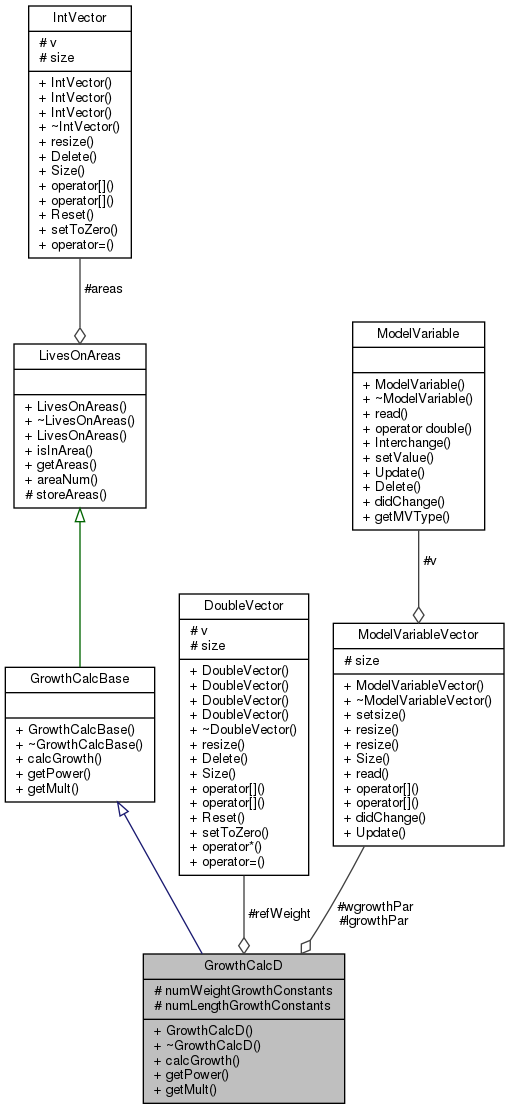 IntVector
# v
# size
+ IntVector()
+ IntVector()
+ IntVector()
+ ~IntVector()
+ resize()
+ Delete()
+ Size()
+ operator[]()
+ operator[]()
+ Reset()
+ setToZero()
+ operator=()
#areas
LivesOnAreas
+ LivesOnAreas()
+ ~LivesOnAreas()
+ LivesOnAreas()
+ isInArea()
+ getAreas()
+ areaNum()
# storeAreas()
ModelVariable
+ ModelVariable()
+ ~ModelVariable()
+ read()
+ operator double()
+ Interchange()
+ setValue()
+ Update()
+ Delete()
+ didChange()
+ getMVType()
#v
GrowthCalcBase
+ GrowthCalcBase()
+ ~GrowthCalcBase()
+ calcGrowth()
+ getPower()
+ getMult()
DoubleVector
# v
# size
+ DoubleVector()
+ DoubleVector()
+ DoubleVector()
+ DoubleVector()
+ ~DoubleVector()
+ resize()
+ Delete()
+ Size()
+ operator[]()
+ operator[]()
+ Reset()
+ setToZero()
+ operator*()
+ operator=()
ModelVariableVector
# size
+ ModelVariableVector()
+ ~ModelVariableVector()
+ setsize()
+ resize()
+ resize()
+ Size()
+ read()
+ operator[]()
+ operator[]()
+ didChange()
+ Update()
#refWeight
#wgrowthPar
#lgrowthPar
GrowthCalcD
# numWeightGrowthConstants
# numLengthGrowthConstants
+ GrowthCalcD()
+ ~GrowthCalcD()
+ calcGrowth()
+ getPower()
+ getMult()